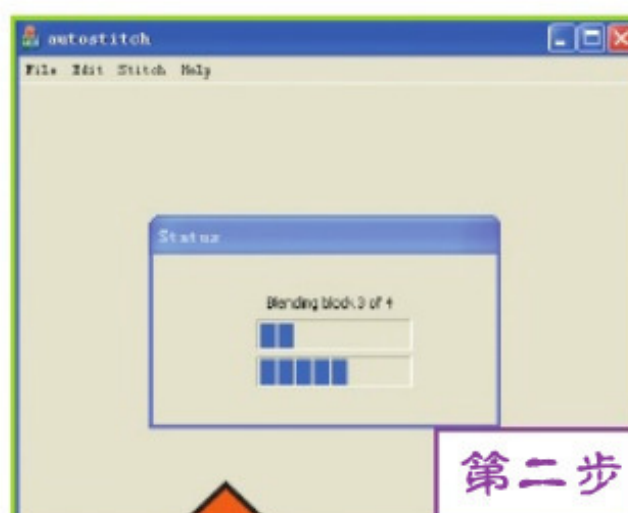 autostitch
File Edit Stitch Help
Status
Blending block 3 of 4
第二步